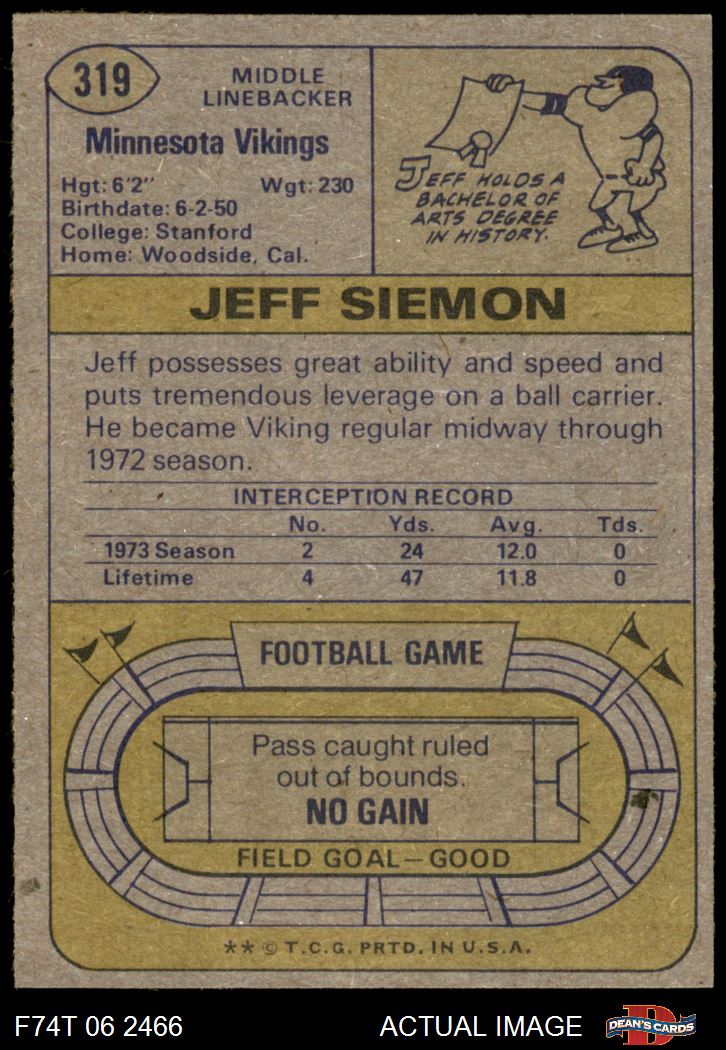 319
MIDDLE
LINEBACKER
Minnesota Vikings
Hgt: 6'2" Wgt: 230
Birthdate: 6-2-50
College: Stanford
Home: Woodside, Cal.
JEFF HOLDS A
BACHELOR OF
ARTS DEGREE
IN HISTORY.
JEFF SIEMON
Jeff possesses great ability and speed and
puts tremendous leverage on a ball carrier.
He became Viking regular midway through
1972 season.
INTERCEPTION RECORD
No. Yds. Avg. Tds.
1973 Season 2 24 12.0 0
Lifetime 4 47 11.8 0
FOOTBALL GAME
Pass caught ruled
out of bounds.
NO GAIN
FIELD GOAL—GOOD
** © T.C.G. PRTD. IN U.S.A.
F74T 06 2466 ACTUAL IMAGE D DEAN'S CARDS